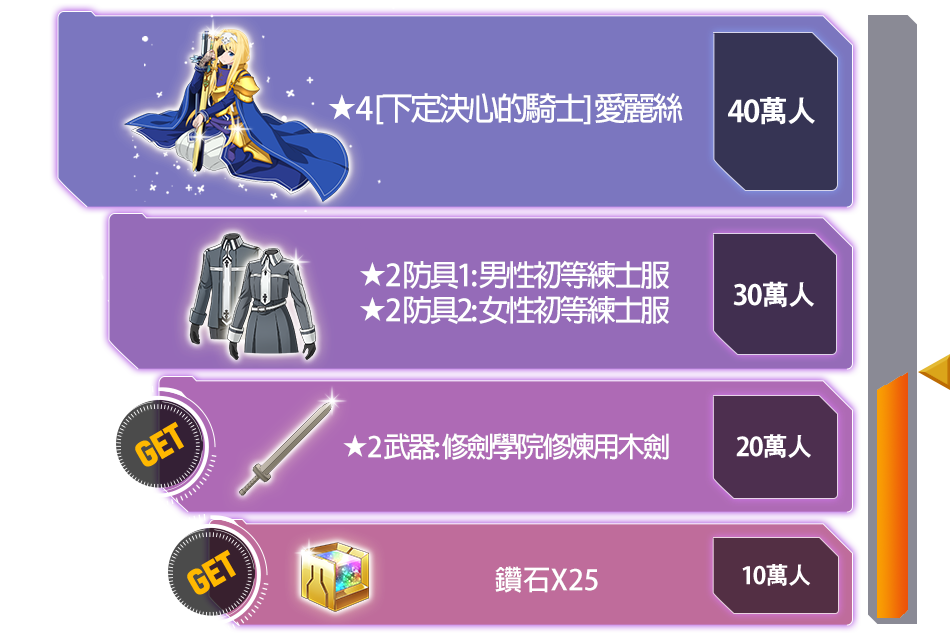 ★4 [下定決心的騎士] 愛麗絲
40萬人
★2 防具1: 男性初等練士服
★2 防具2: 女性初等練士服
30萬人
GET
★2 武器: 修劍學院修煉用木劍
20萬人
GET
鑽石X25
10萬人